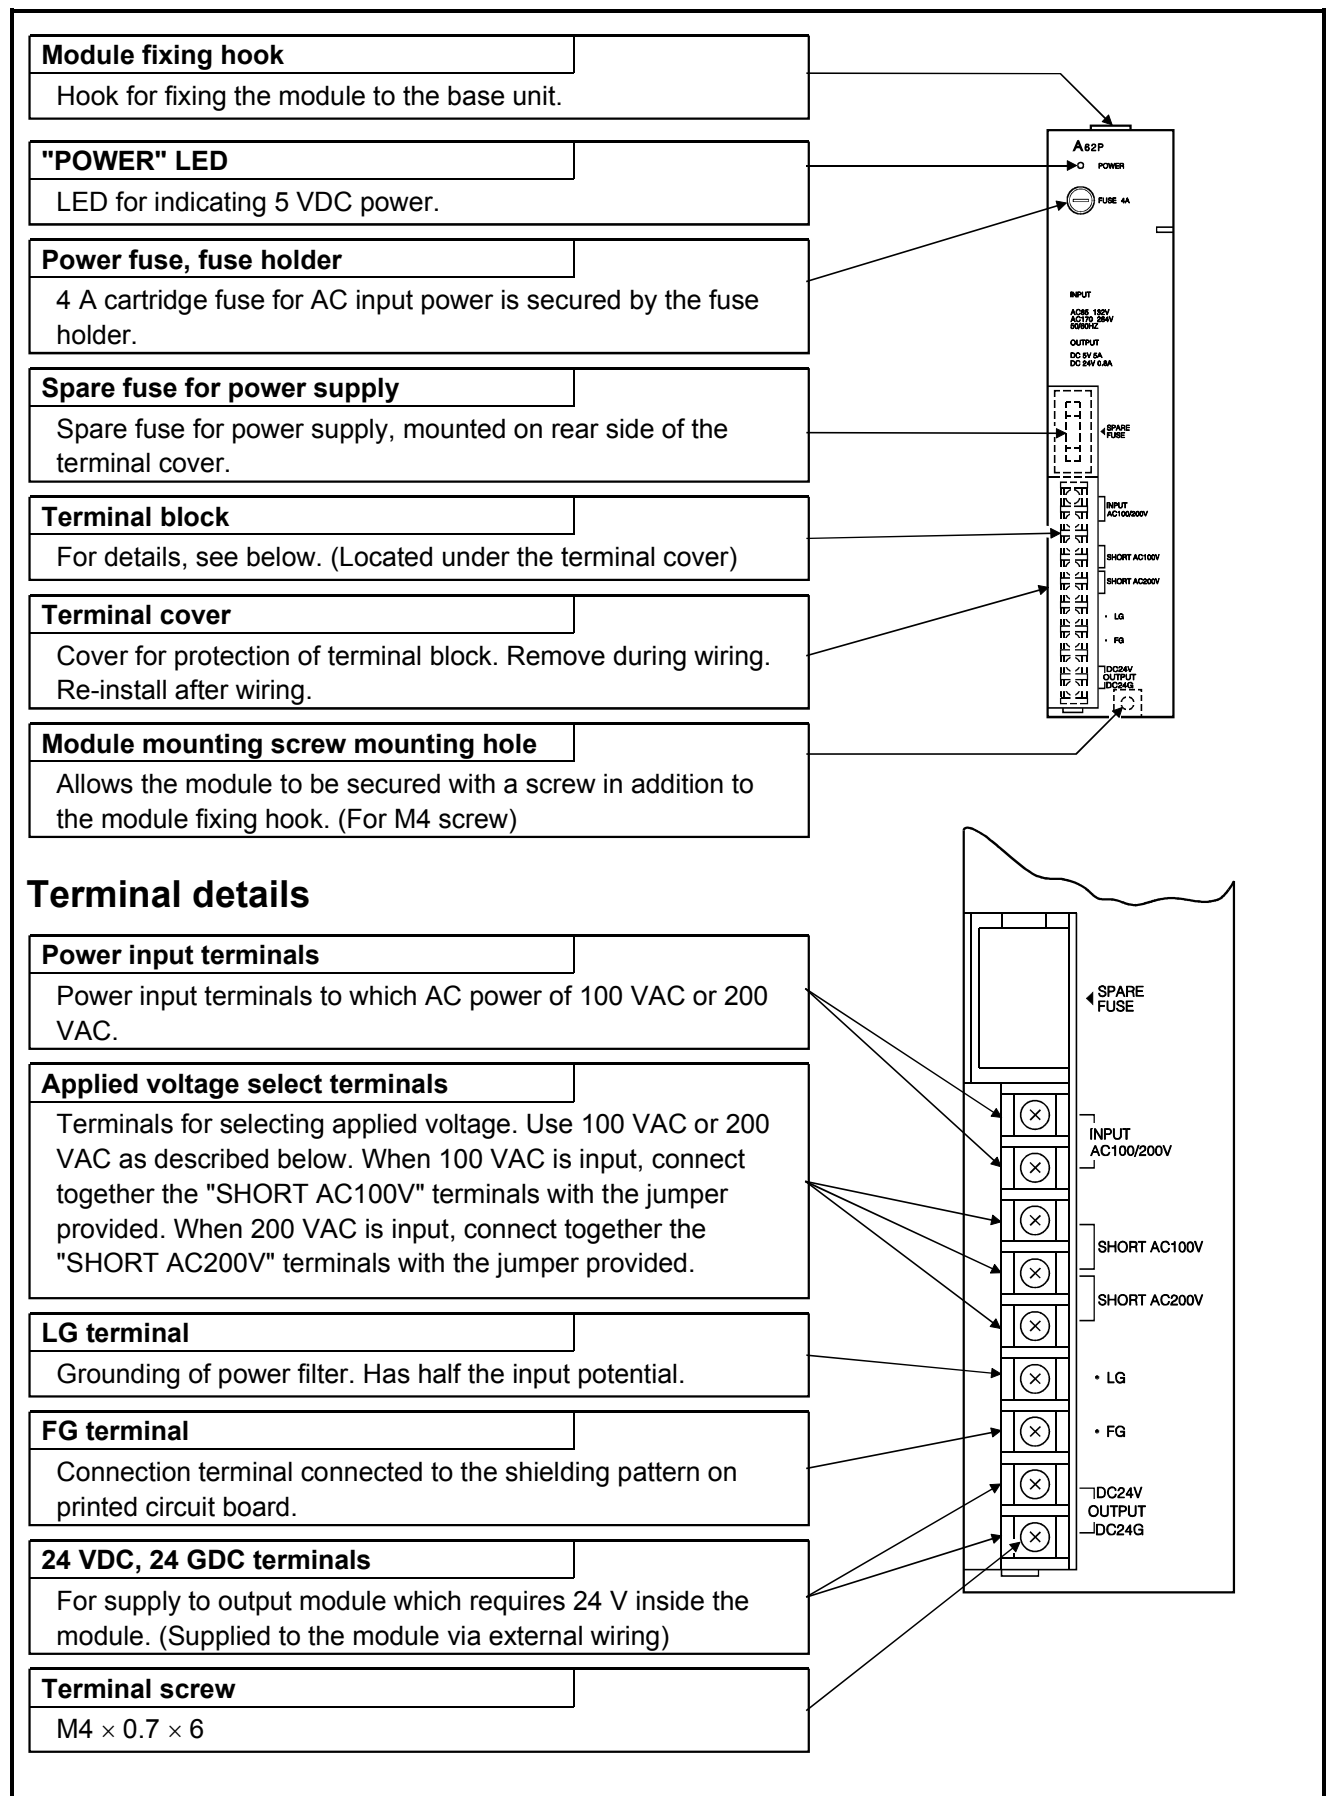 Module fixing hook
Hook for fixing the module to the base unit.
"POWER" LED
LED for indicating 5 VDC power.
Power fuse, fuse holder
4 A cartridge fuse for AC input power is secured by the fuse
holder.
Spare fuse for power supply
Spare fuse for power supply, mounted on rear side of the
terminal cover.
Terminal block
For details, see below. (Located under the terminal cover)
Terminal cover
Cover for protection of terminal block. Remove during wiring.
Re-install after wiring.
Module mounting screw mounting hole
Allows the module to be secured with a screw in addition to
the module fixing hook. (For M4 screw)
A62P
POWER
FUSE 4A
INPUT
AC85 132V
AC170 264V
50/60HZ
OUTPUT
DC 5V 5A
DC 24V 0.8A
SPARE
FUSE
INPUT
AC100/200V
SHORT AC100V
SHORT AC200V
LG
FG
DC24V
OUTPUT
DC24G
Terminal details
Power input terminals
Power input terminals to which AC power of 100 VAC or 200
VAC.
Applied voltage select terminals
Terminals for selecting applied voltage. Use 100 VAC or 200
VAC as described below. When 100 VAC is input, connect
together the "SHORT AC100V" terminals with the jumper
provided. When 200 VAC is input, connect together the
"SHORT AC200V" terminals with the jumper provided.
LG terminal
Grounding of power filter. Has half the input potential.
FG terminal
Connection terminal connected to the shielding pattern on
printed circuit board.
24 VDC, 24 GDC terminals
For supply to output module which requires 24 V inside the
module. (Supplied to the module via external wiring)
Terminal screw
M4 × 0.7 × 6
SPARE
FUSE
INPUT
AC100/200V
SHORT AC100V
SHORT AC200V
• LG
• FG
DC24V
OUTPUT
DC24G